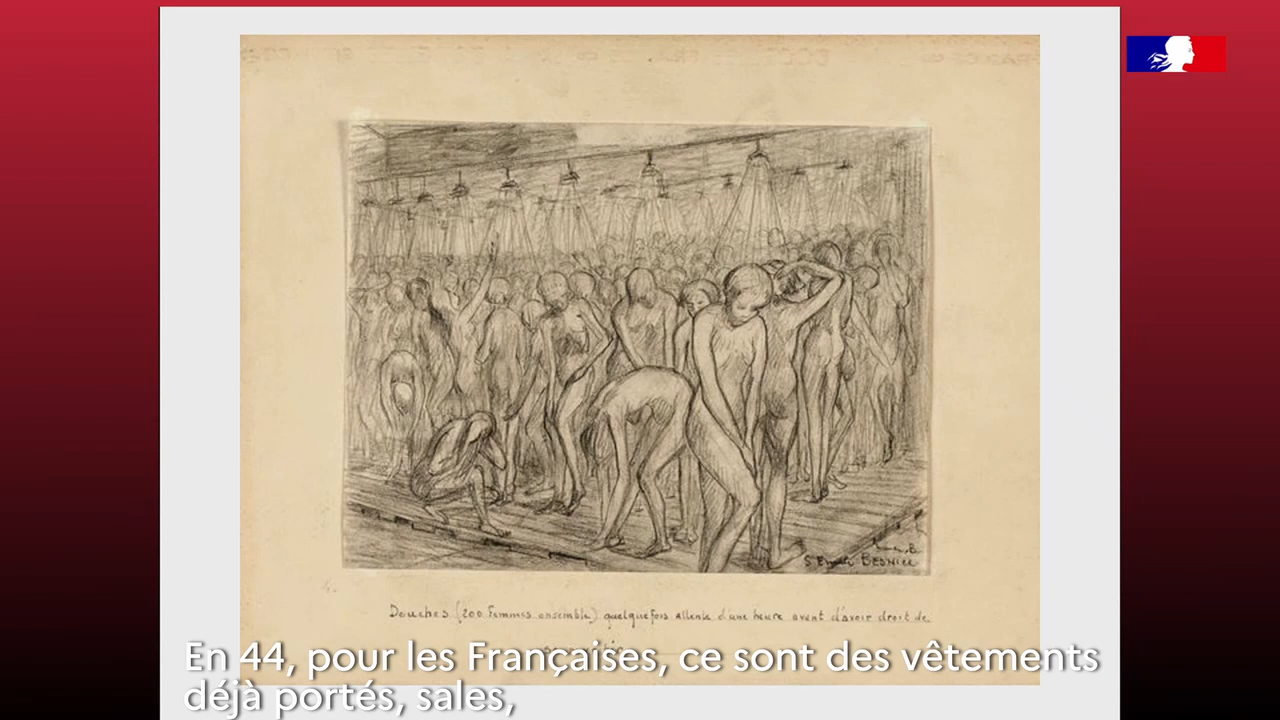 BESNIEE
Douches (200 femmes ensemble) quelquefois attente d'une heure avant d'avoir droit de
En 44, pour les Françaises, ce sont des vêtements
déjà portés, sales,